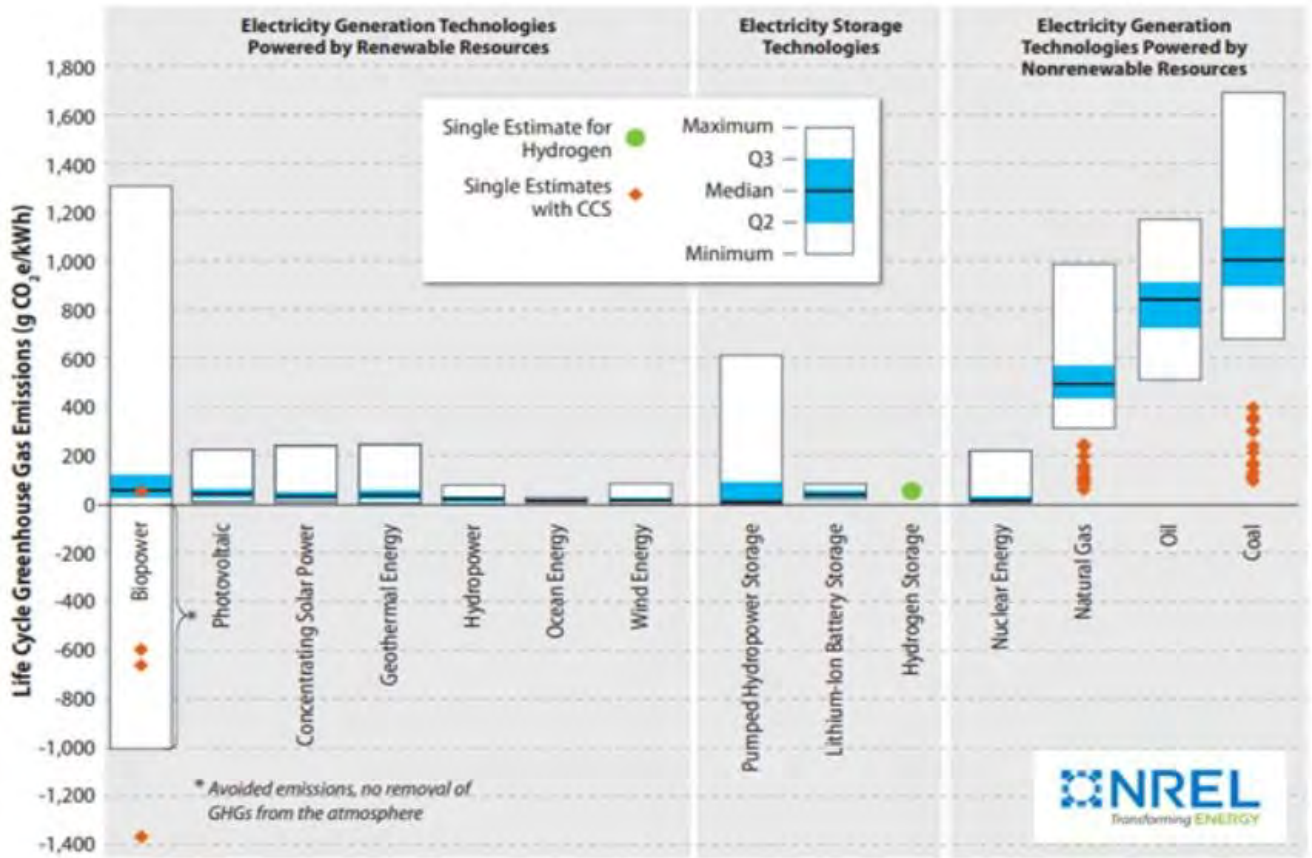 Electricity Generation Technologies
Powered by Renewable Resources
Electricity Storage
Technologies
Electricity Generation
Technologies Powered by
Nonrenewable Resources
Life Cycle Greenhouse Gas Emissions (g CO2e/kWh)
1,800
1,600
1,400
1,200
1,000
800
600
400
200
0
-200
-400
-600
-800
-1,000
-1,200
-1,400
Single Estimate for
Hydrogen
Single Estimates
with CCS
Maximum
Q3
Median
Q2
Minimum
Biopower
*
Photovoltaic
Concentrating Solar Power
Geothermal Energy
Hydropower
Ocean Energy
Wind Energy
Pumped Hydropower Storage
Lithium-Ion Battery Storage
Hydrogen Storage
Nuclear Energy
Natural Gas
Oil
Coal
* Avoided emissions, no removal of
GHGs from the atmosphere
NREL
Transforming ENERGY